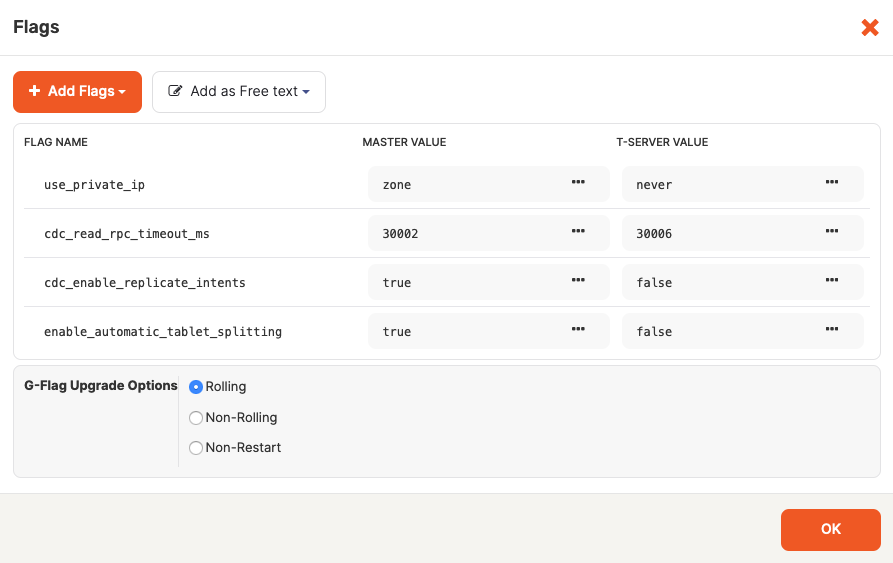 Flags
Add Flags
Add as Free text
FLAG NAME MASTER VALUE T-SERVER VALUE
use_private_ip zone never
cdc_read_rpc_timeout_ms 30002 30006
cdc_enable_replicate_intents true false
enable_automatic_tablet_splitting true false
G-Flag Upgrade Options Rolling
Non-Rolling
Non-Restart
OK